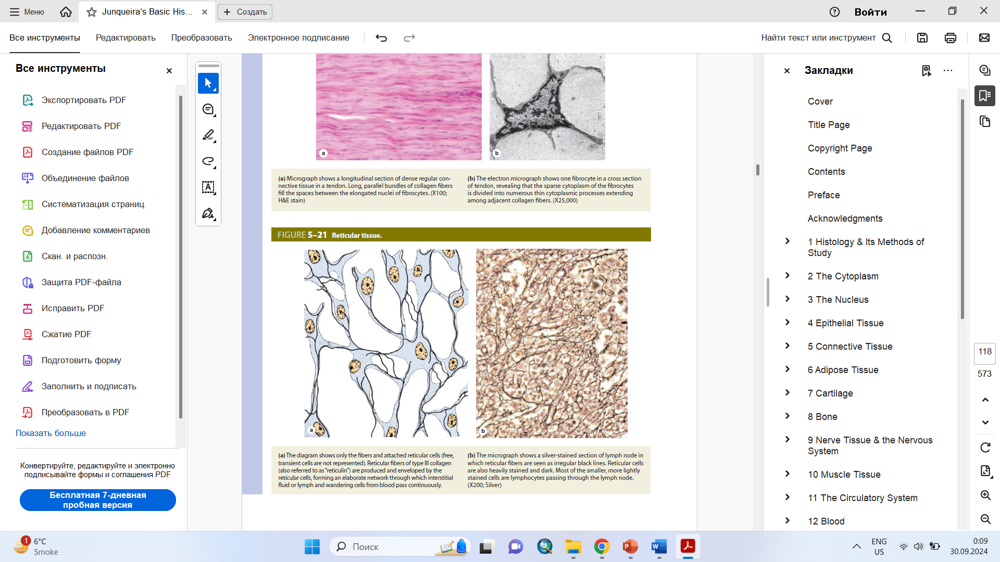 Меню
Junqueira’s Basic His...
Создать
Войти
Все инструменты
Редактировать
Преобразовать
Электронное подписание
Найти текст или инструмент
Все инструменты
Экспортировать PDF
Редактировать PDF
Создание файлов PDF
Объединение файлов
Систематизация страниц
Добавление комментариев
Скан. и распозн.
Защита PDF-файла
Исправить PDF
Сжатие PDF
Подготовить форму
Заполнить и подписать
Преобразовать в PDF
Показать больше
Конвертируйте, редактируйте и электронно
подписывайте формы и соглашения PDF
Бесплатная 7-дневная
пробная версия
a
b
(a) Micrograph shows a longitudinal section of dense regular con-
nective tissue in a tendon. Long, parallel bundles of collagen fibers
fill the spaces between the elongated nuclei of fibrocytes. (X100;
H&E stain)
(b) The electron micrograph shows one fibrocyte in a cross section
of tendon, revealing that the sparse cytoplasm of the fibrocytes
is divided into numerous thin cytoplasmic processes extending
among adjacent collagen fibers. (X25,000)
FIGURE 5–21 Reticular tissue.
a
b
(a) The diagram shows only the fibers and attached reticular cells (free,
transient cells are not represented). Reticular fibers of type III collagen
(also referred to as “reticulin”) are produced and enveloped by the
reticular cells, forming an elaborate network through which interstitial
fluid or lymph and wandering cells from blood pass continuously.
(b) The micrograph shows a silver-stained section of lymph node in
which reticular fibers are seen as irregular black lines. Reticular cells
are also heavily stained and dark. Most of the smaller, more lightly
stained cells are lymphocytes passing through the lymph node.
(X200; Silver)
Закладки
Cover
Title Page
Copyright Page
Contents
Preface
Acknowledgments
1 Histology & Its Methods of
Study
2 The Cytoplasm
3 The Nucleus
4 Epithelial Tissue
5 Connective Tissue
6 Adipose Tissue
7 Cartilage
8 Bone
9 Nerve Tissue & the Nervous
System
10 Muscle Tissue
11 The Circulatory System
12 Blood
118
573
1
6°C
Smoke
Поиск
ENG
US
0:09
30.09.2024